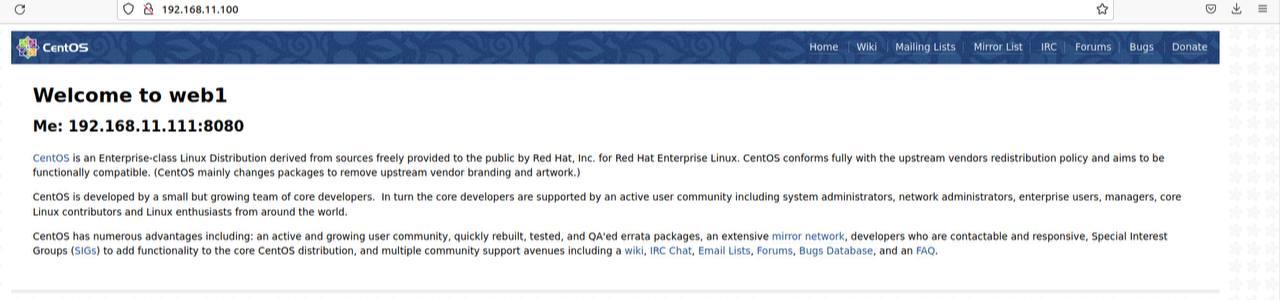 192.168.11.100
CentOS
Home Wiki Mailing Lists Mirror List IRC Forums Bugs Donate
Welcome to web1
Me: 192.168.11.111:8080
CentOS is an Enterprise-class Linux Distribution derived from sources freely provided to the public by Red Hat, Inc. for Red Hat Enterprise Linux. CentOS conforms fully with the upstream vendors redistribution policy and aims to be
functionally compatible. (CentOS mainly changes packages to remove upstream vendor branding and artwork.)
CentOS is developed by a small but growing team of core developers.  In turn the core developers are supported by an active user community including system administrators, network administrators, enterprise users, managers, core
Linux contributors and Linux enthusiasts from around the world.
CentOS has numerous advantages including: an active and growing user community, quickly rebuilt, tested, and QA'ed errata packages, an extensive mirror network, developers who are contactable and responsive, Special Interest
Groups (SIGs) to add functionality to the core CentOS distribution, and multiple community support avenues including a wiki, IRC Chat, Email Lists, Forums, Bugs Database, and an FAQ.